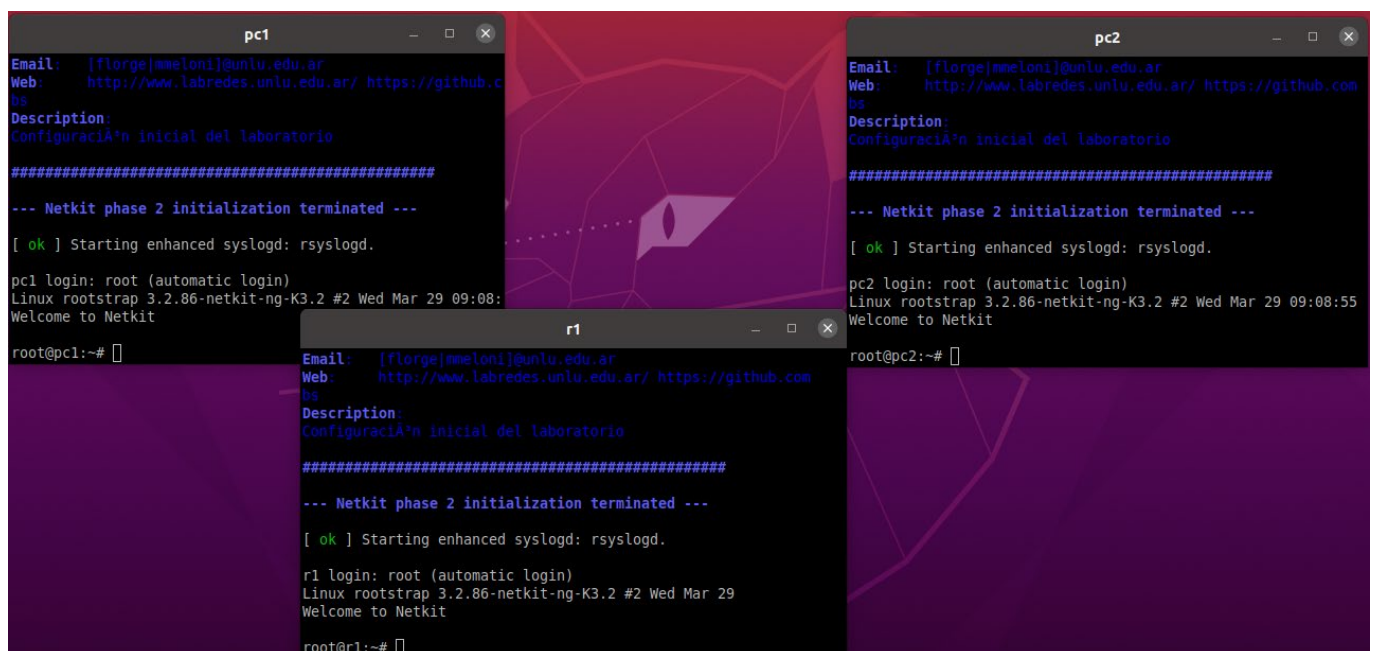 pc1
Email:   [florge|mmeloni]@unlu.edu.ar
Web:     http://www.labredes.unlu.edu.ar/ https://github.c
bs
Description:
ConfiguraciÃ³n inicial del laboratorio
##################################################
--- Netkit phase 2 initialization terminated ---
[ ok ] Starting enhanced syslogd: rsyslogd.
pc1 login: root (automatic login)
Linux rootstrap 3.2.86-netkit-ng-K3.2 #2 Wed Mar 29 09:08:
Welcome to Netkit
root@pc1:~#
pc2
Email:   [florge|mmeloni]@unlu.edu.ar
Web:     http://www.labredes.unlu.edu.ar/ https://github.com
bs
Description:
ConfiguraciÃ³n inicial del laboratorio
##################################################
--- Netkit phase 2 initialization terminated ---
[ ok ] Starting enhanced syslogd: rsyslogd.
pc2 login: root (automatic login)
Linux rootstrap 3.2.86-netkit-ng-K3.2 #2 Wed Mar 29 09:08:55
Welcome to Netkit
root@pc2:~#
r1
Email:   [florge|mmeloni]@unlu.edu.ar
Web:     http://www.labredes.unlu.edu.ar/ https://github.com
bs
Description:
ConfiguraciÃ³n inicial del laboratorio
##################################################
--- Netkit phase 2 initialization terminated ---
[ ok ] Starting enhanced syslogd: rsyslogd.
r1 login: root (automatic login)
Linux rootstrap 3.2.86-netkit-ng-K3.2 #2 Wed Mar 29
Welcome to Netkit
root@r1:~#